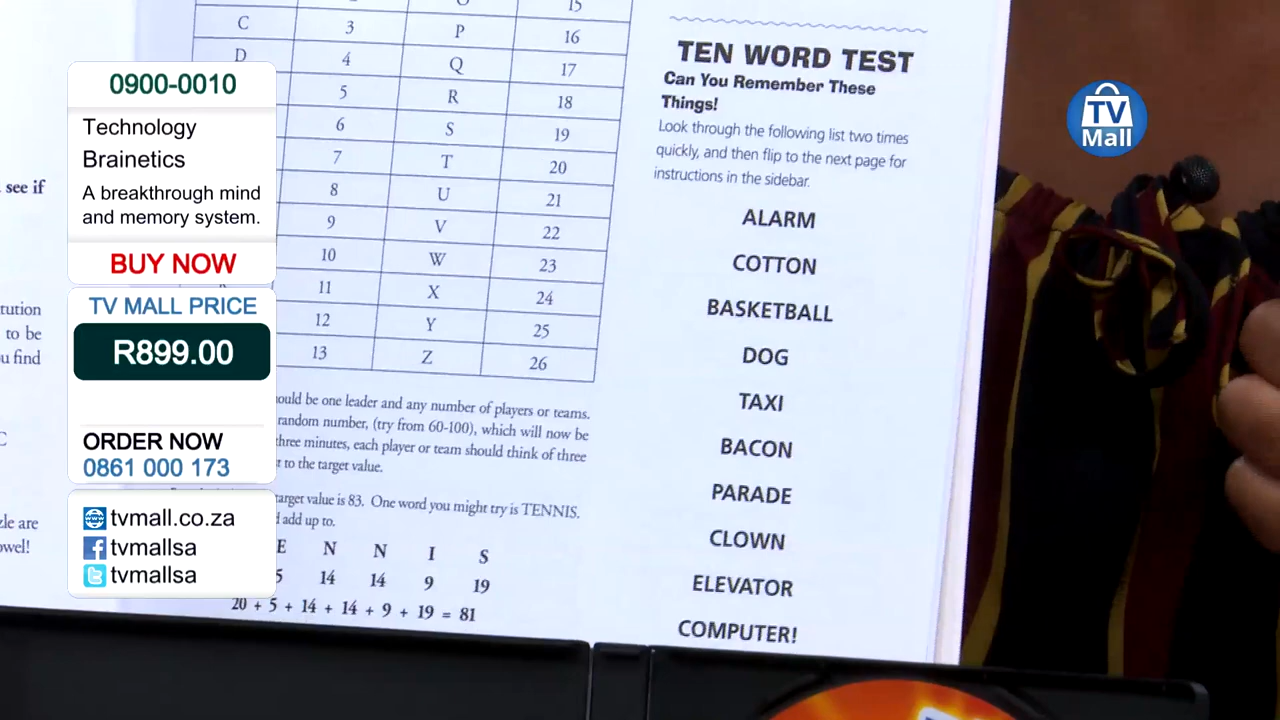 0900-0010
Technology
Brainetics
A breakthrough mind
and memory system.
BUY NOW
TV MALL PRICE
R899.00
ORDER NOW
0861 000 173
tvmall.co.za
tvmallsa
tvmallsa
see if
to be
find
are
15
C 3 P 16
D 4 Q 17
5 R 18
6 S 19
7 T 20
8 U 21
9 V 22
10 W 23
11 X 24
12 Y 25
13 Z 26
be one leader and any number of players or teams.
random number, (try from 60-100), which will now be
three minutes, each player or team should think of three
to the target value.
target value is 83. One word you might try is TENNIS.
add up to.
E N N I S
5 14 14 9 19
20 + 5 + 14 + 14 + 9 + 19 = 81
TEN WORD TEST
Can You Remember These
Things!
Look through the following list two times
quickly, and then flip to the next page for
instructions in the sidebar.
ALARM
COTTON
BASKETBALL
DOG
TAXI
BACON
PARADE
CLOWN
ELEVATOR
COMPUTER!
TV
Mall